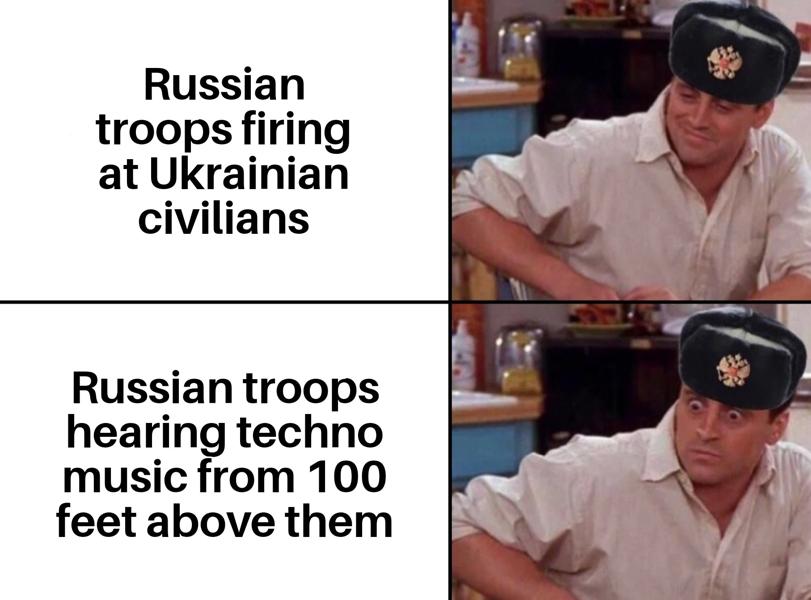 Russian
troops firing
at Ukrainian
civilians
Russian troops
hearing techno
music from 100
feet above them